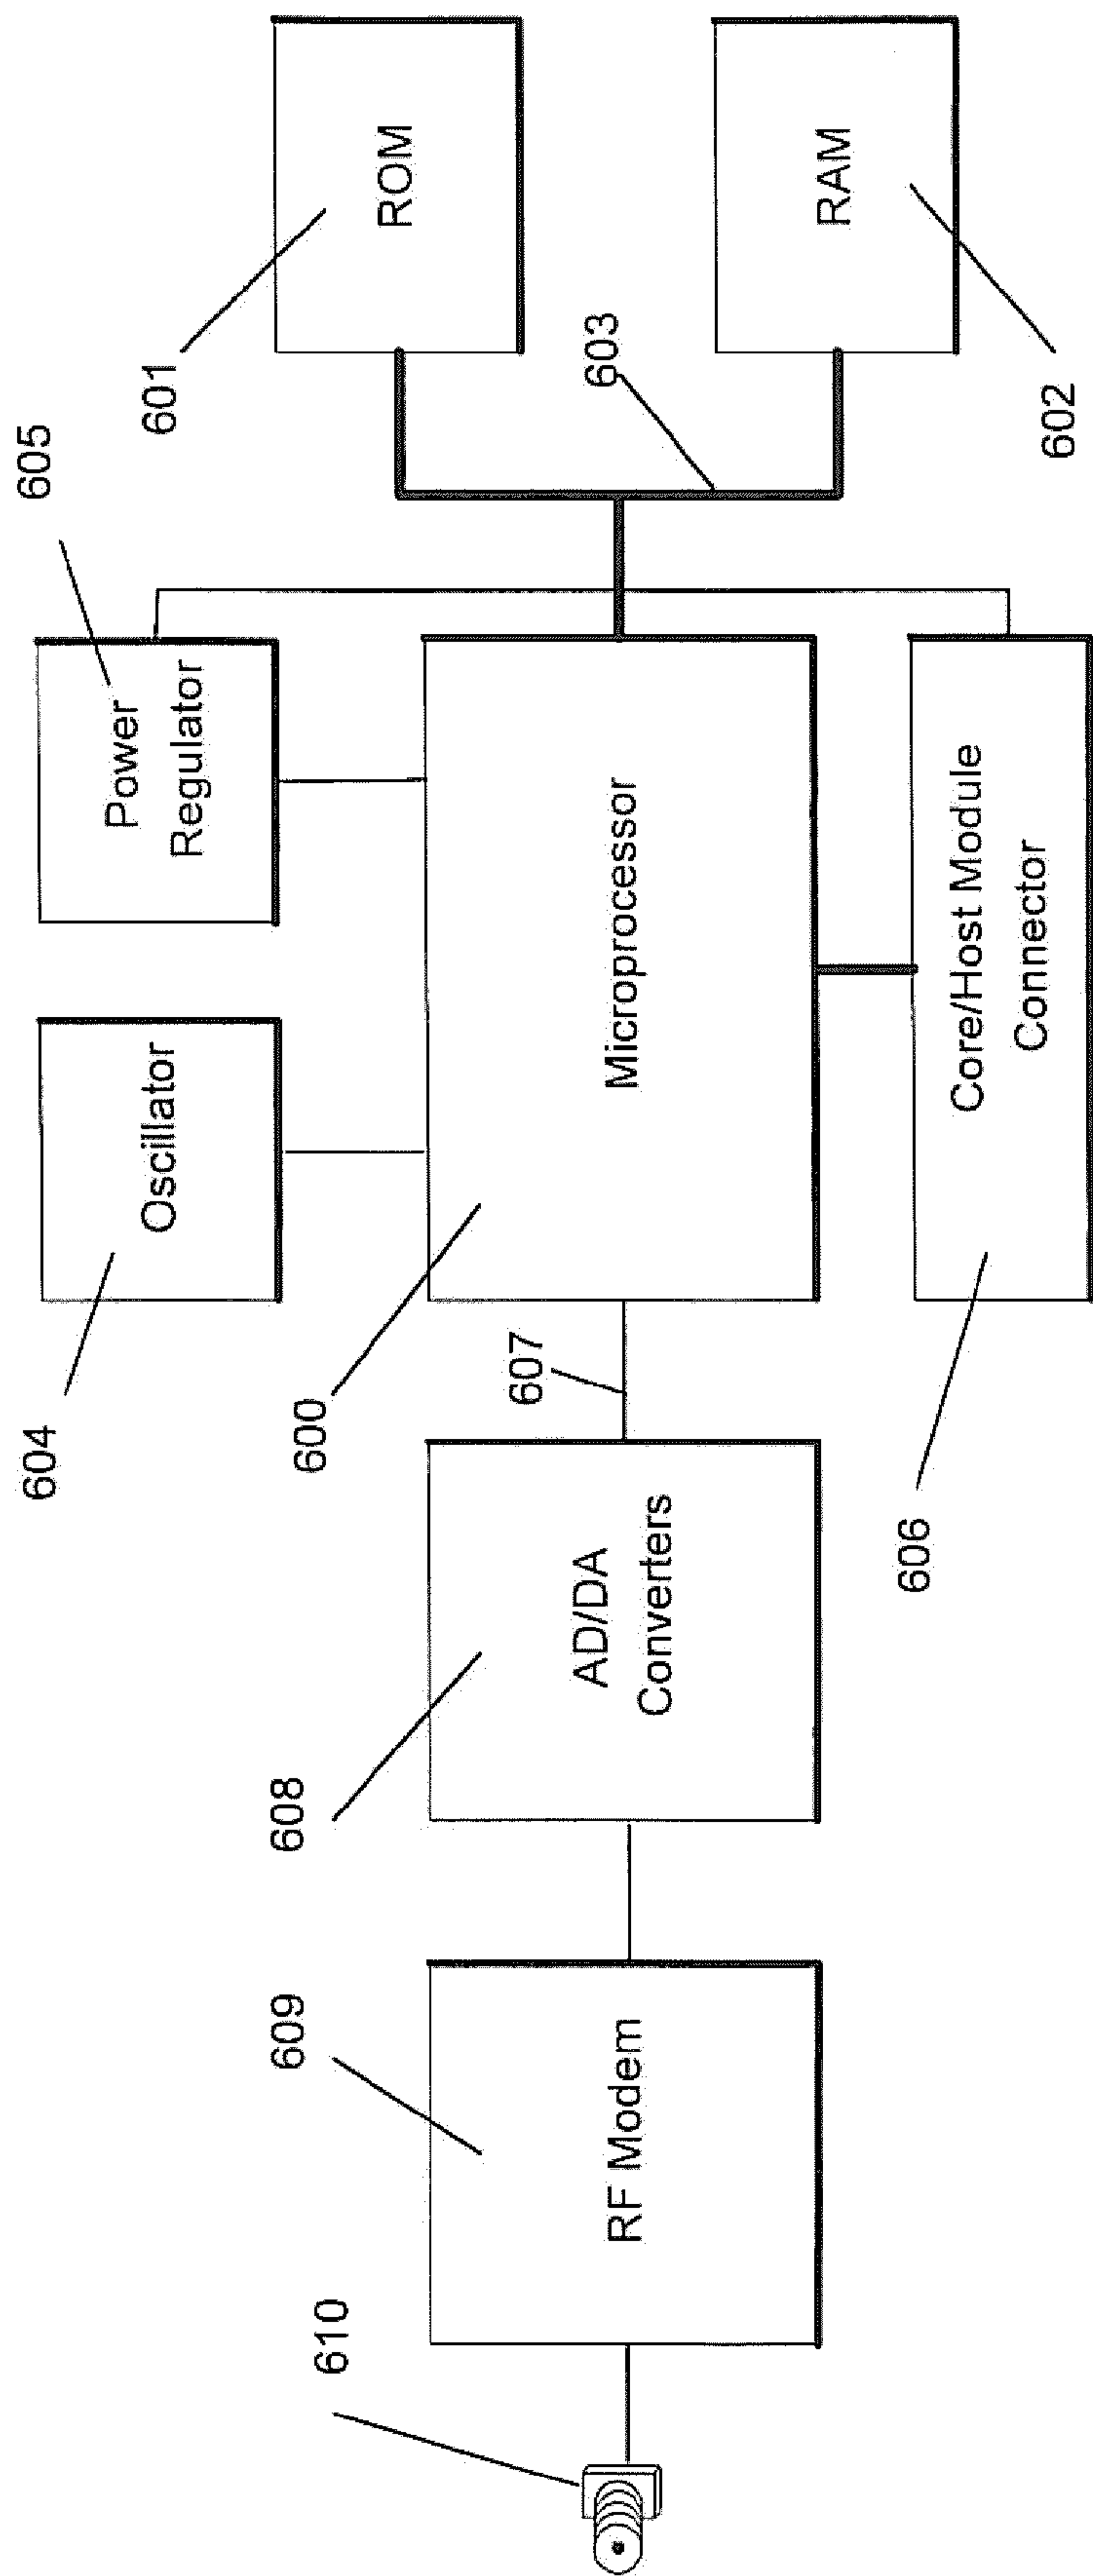 605
604
Power
Regulator
Oscillator
601
ROM
600
Microprocessor
607
608
AD/DA
Converters
609
RF Modem
610
603
RAM
602
Core/Host Module
Connector
606